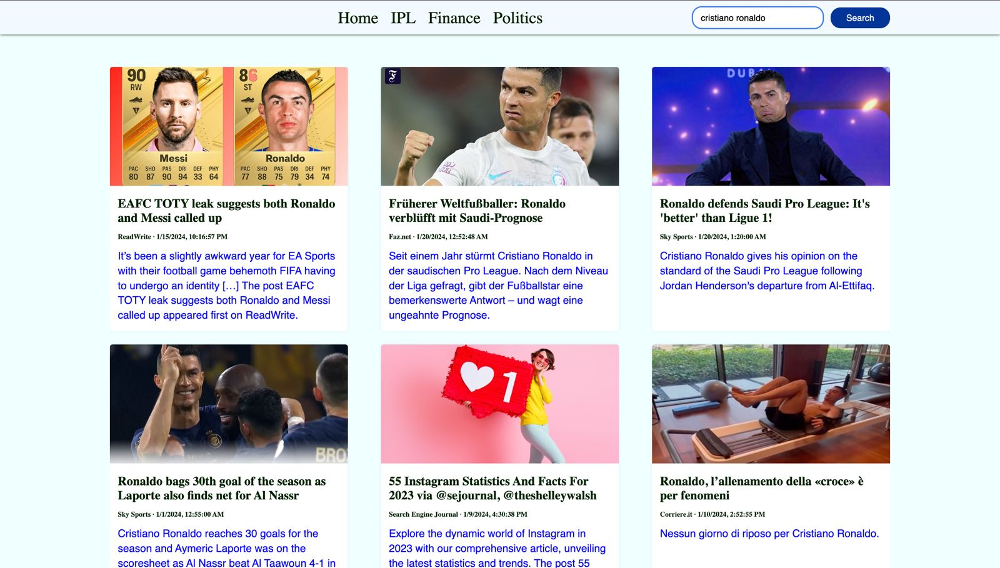 Home IPL Finance Politics cristiano ronaldo Search
90
RW
Messi
PAC SHO PAS DRI DEF PHY
80 87 90 94 33 64
86
ST
Ronaldo
PAC SHO PAS DRI DEF PHY
77 88 75 79 34 74
EAFC TOTY leak suggests both Ronaldo
and Messi called up
ReadWrite · 1/15/2024, 10:16:57 PM
It’s been a slightly awkward year for EA Sports
with their football game behemoth FIFA having
to undergo an identity […] The post EAFC
TOTY leak suggests both Ronaldo and Messi
called up appeared first on ReadWrite.
F
Früherer Weltfußballer: Ronaldo
verblüfft mit Saudi-Prognose
Faz.net · 1/20/2024, 12:52:48 AM
Seit einem Jahr stürmt Cristiano Ronaldo in
der saudischen Pro League. Nach dem Niveau
der Liga gefragt, gibt der Fußballstar eine
bemerkenswerte Antwort – und wagt eine
ungeahnte Prognose.
DUB
Ronaldo defends Saudi Pro League: It's
'better' than Ligue 1!
Sky Sports · 1/20/2024, 1:20:00 AM
Cristiano Ronaldo gives his opinion on the
standard of the Saudi Pro League following
Jordan Henderson's departure from Al-Ettifaq.
BRO
Ronaldo bags 30th goal of the season as
Laporte also finds net for Al Nassr
Sky Sports · 1/1/2024, 12:55:00 AM
Cristiano Ronaldo reaches 30 goals for the
season and Aymeric Laporte was on the
scoresheet as Al Nassr beat Al Taawoun 4-1 in
1
55 Instagram Statistics And Facts For
2023 via @sejournal, @theshelleywalsh
Search Engine Journal · 1/9/2024, 4:30:38 PM
Explore the dynamic world of Instagram in
2023 with our comprehensive article, unveiling
the latest statistics and trends. The post 55
Ronaldo, l’allenamento della «croce» è
per fenomeni
Corriere.it · 1/10/2024, 2:52:55 PM
Nessun giorno di riposo per Cristiano Ronaldo.